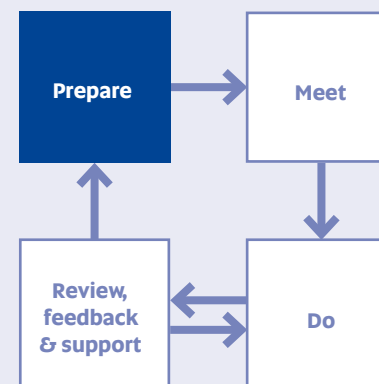 Prepare
Meet
Review,
feedback
& support
Do